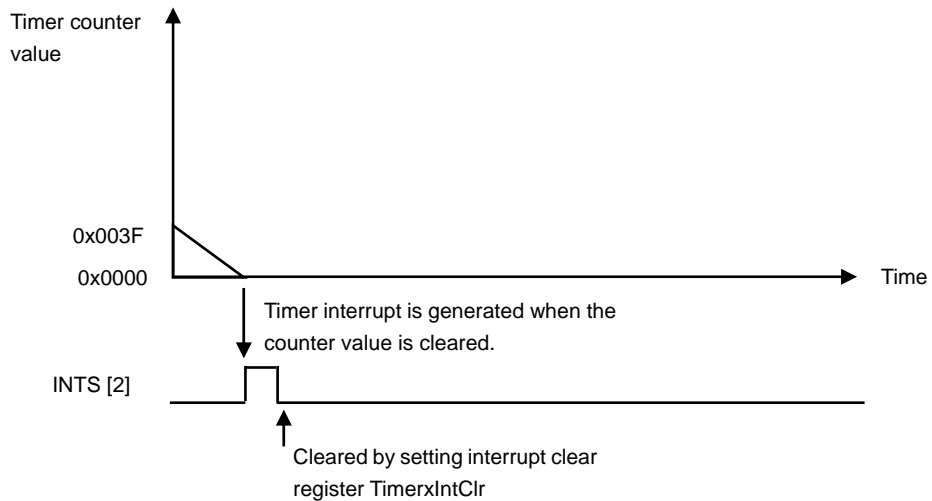 Timer counter
value
0x003F
0x0000
Time
Timer interrupt is generated when the
counter value is cleared.
INTS [2]
Cleared by setting interrupt clear
register TimerxIntClr